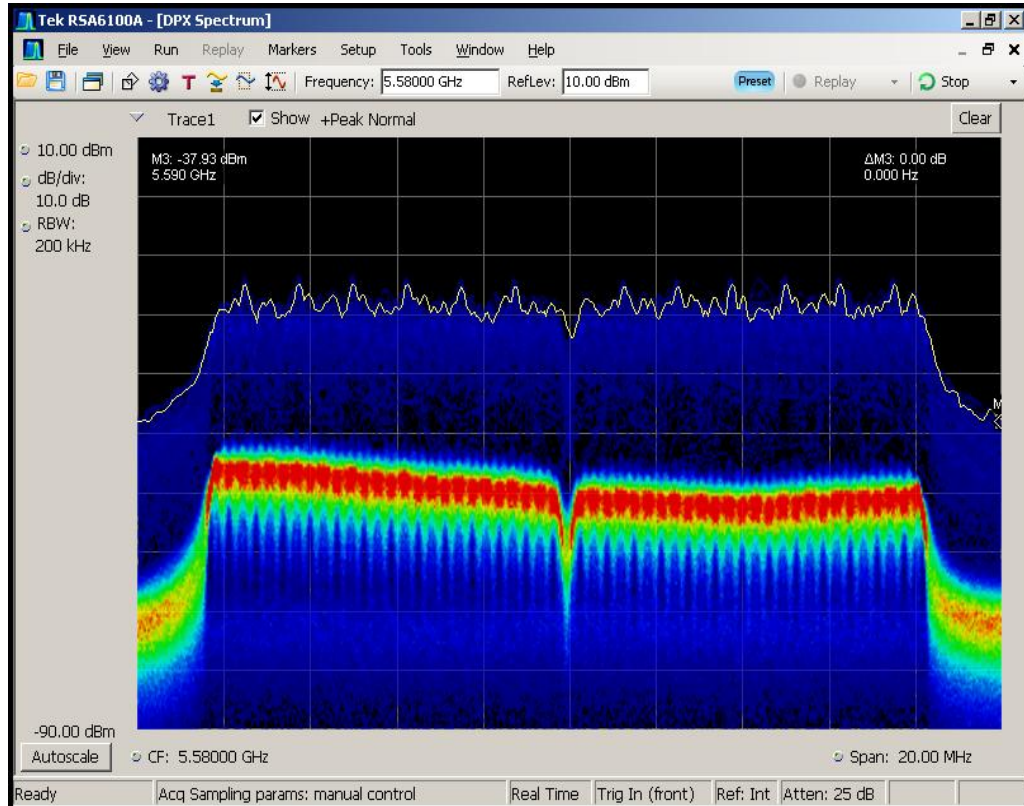 Tek RSA6100A - [DPX Spectrum]
File View Run Replay Markers Setup Tools Window Help
Frequency: 5.58000 GHz RefLev: 10.00 dBm Preset Replay Stop
Trace1 Show +Peak Normal Clear
10.00 dBm
dB/div:
10.0 dB
RBW:
200 kHz
M3: -37.93 dBm
5.590 GHz
ΔM3: 0.00 dB
0.000 Hz
M
-90.00 dBm
Autoscale CF: 5.58000 GHz Span: 20.00 MHz
Ready Acq Sampling params: manual control Real Time Trig In (front) Ref: Int Atten: 25 dB